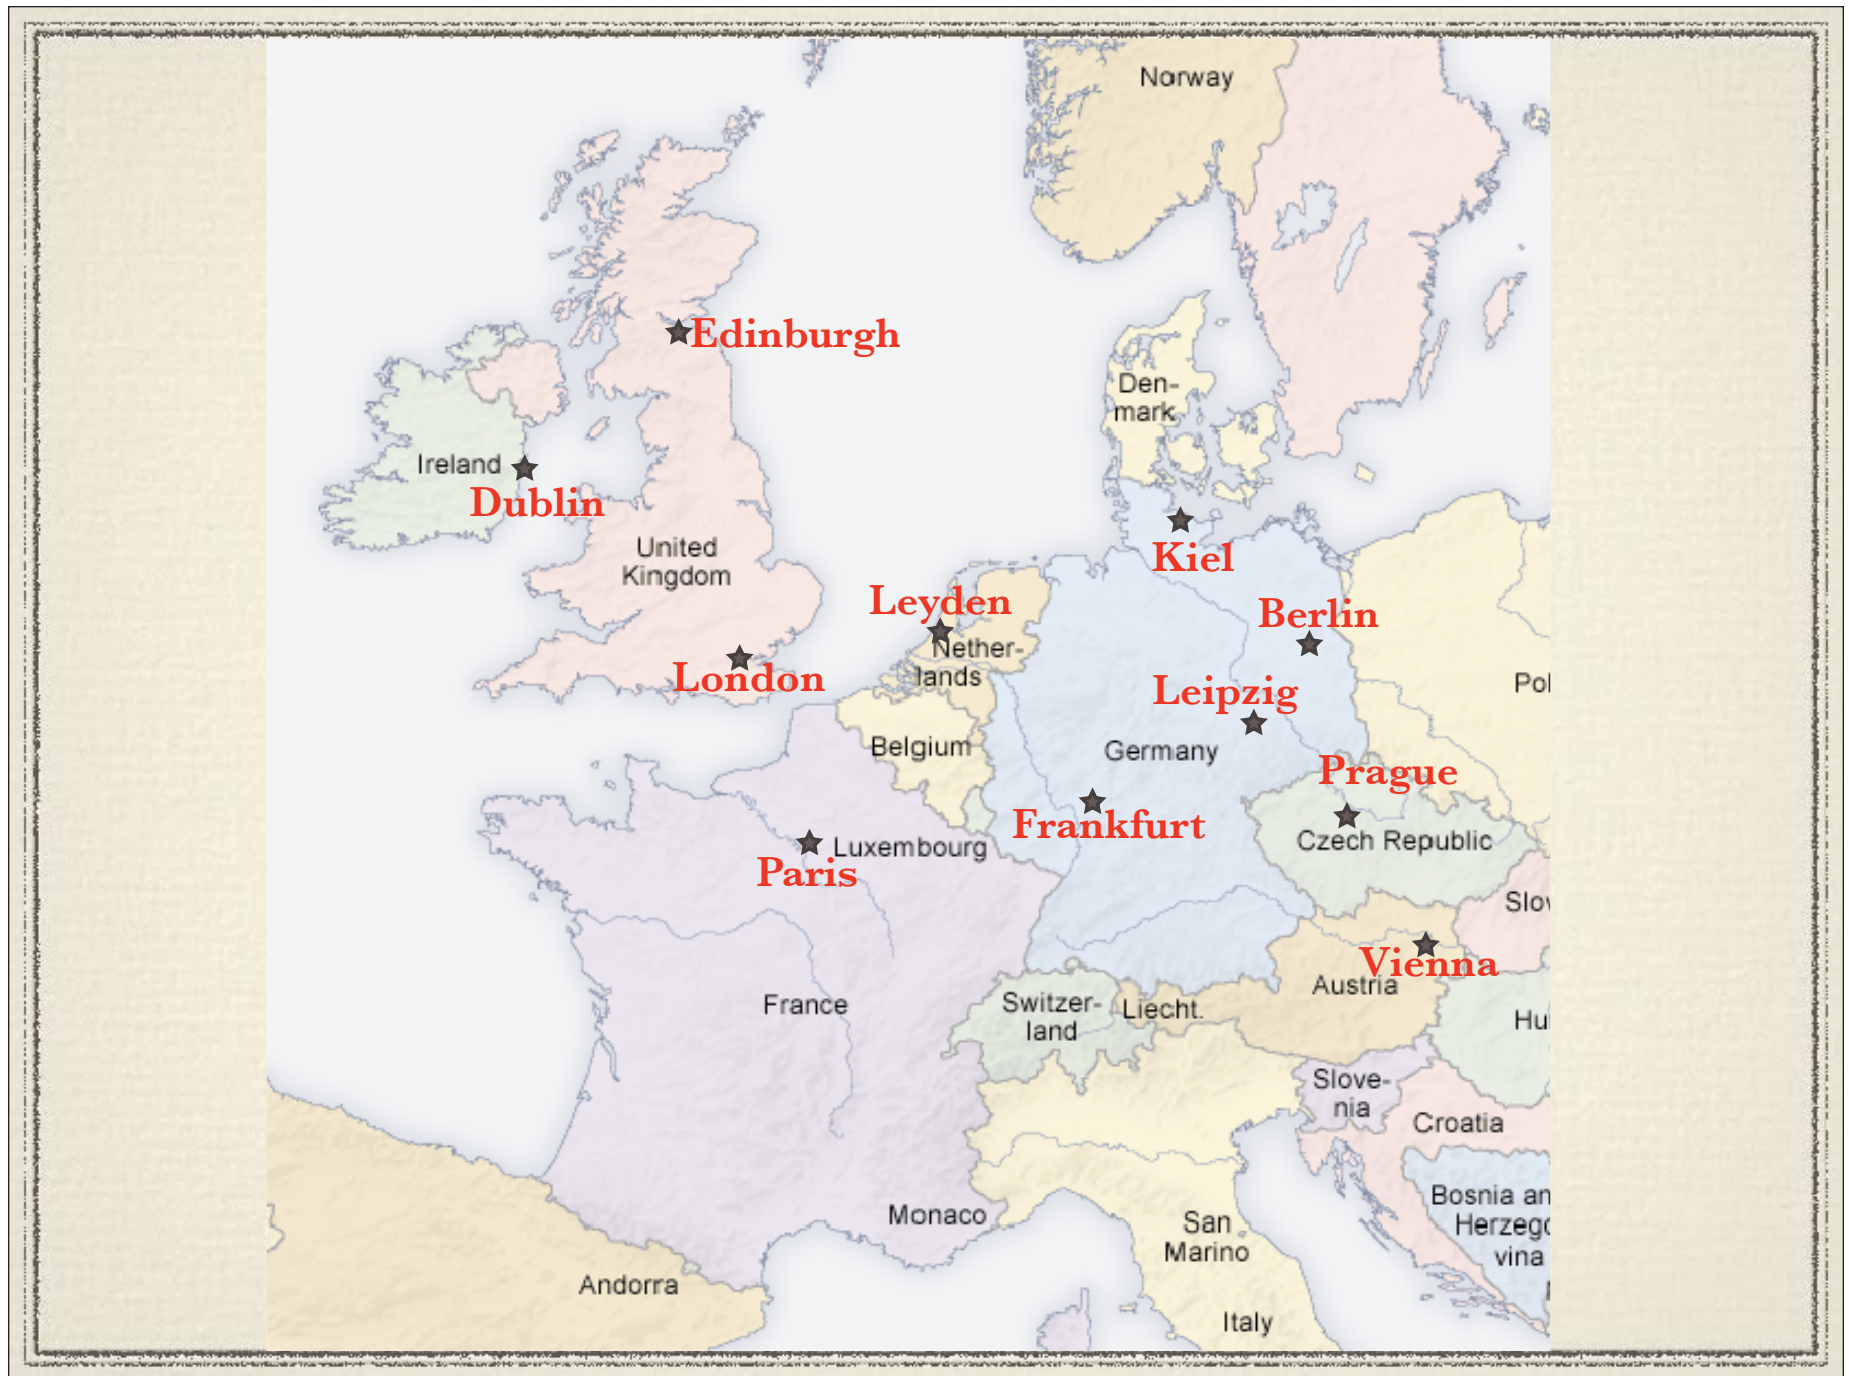 Norway
Edinburgh
Den-
mark
Ireland
Dublin
United
Kingdom
Kiel
Leyden
Berlin
Nether-
lands
London
Leipzig
Pol
Belgium
Germany
Prague
Frankfurt
Czech Republic
Luxembourg
Paris
Slov
Vienna
Austria
France
Switzer-
land
Liecht.
Hu
Slove-
nia
Croatia
Monaco
Bosnia an
Herzego
vina
San
Marino
Andorra
Italy